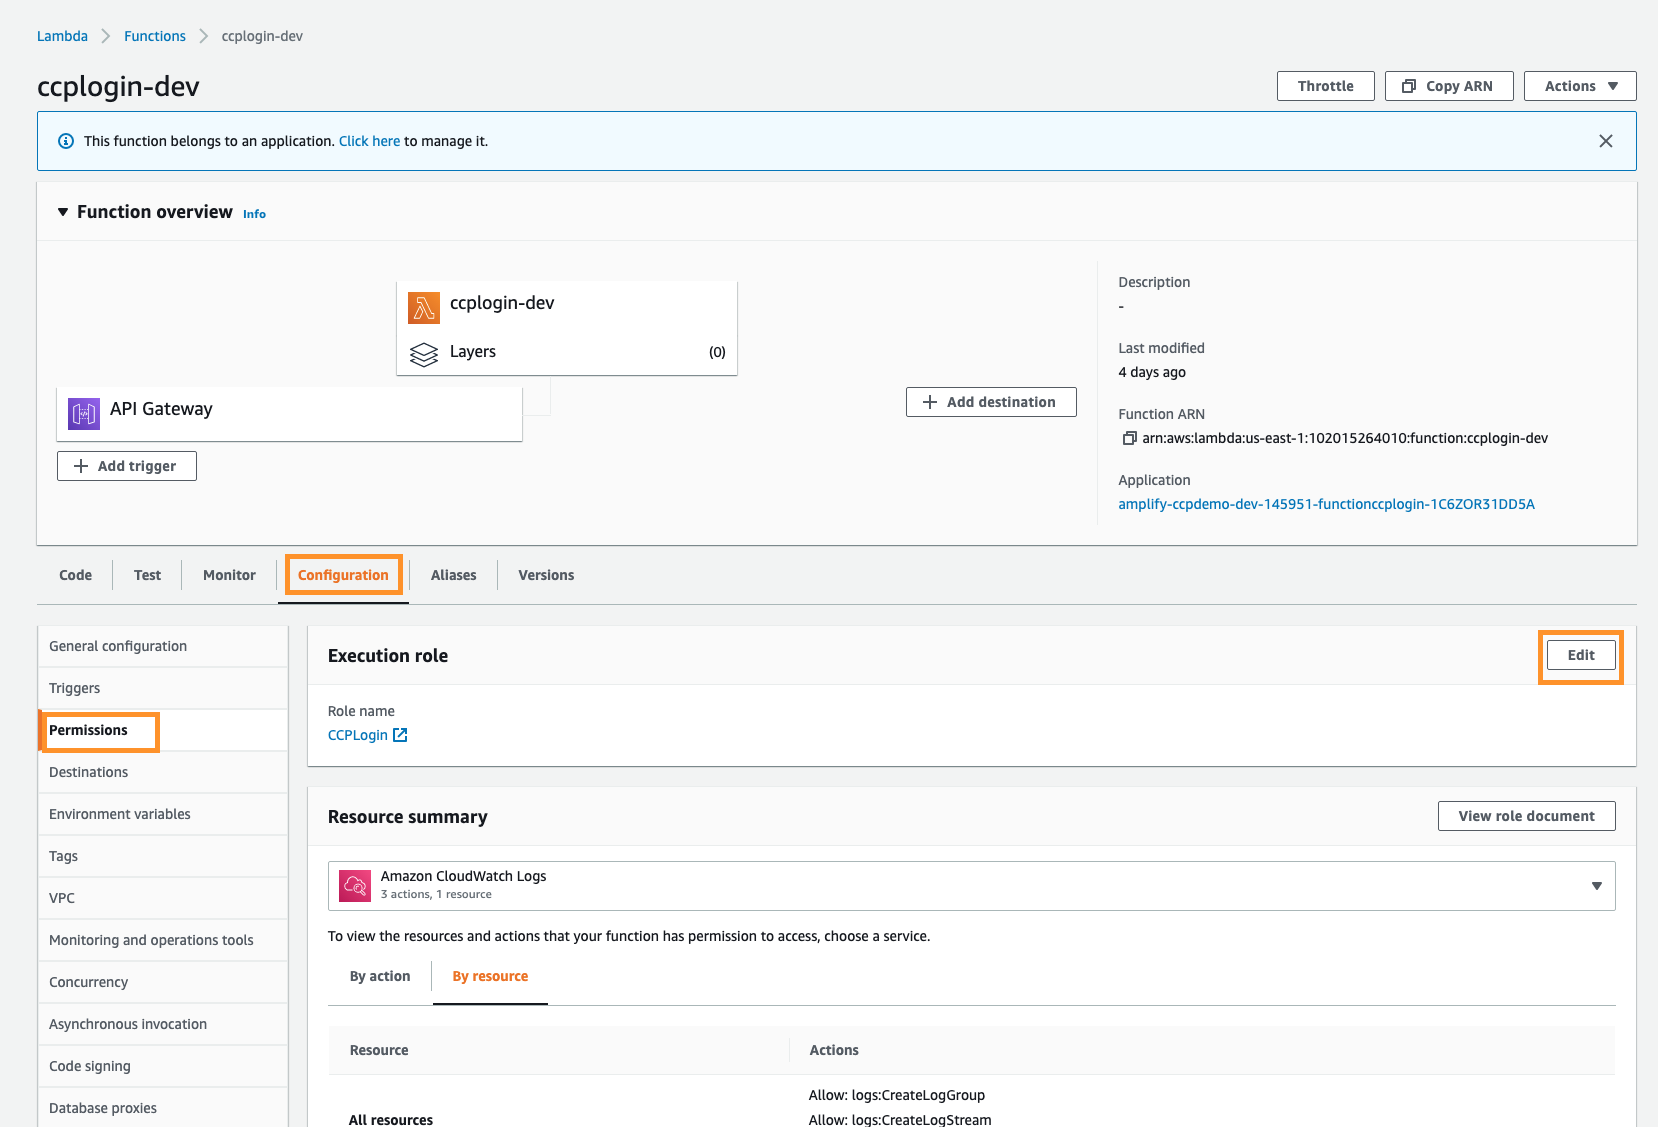 Lambda > Functions > ccplogin-dev
ccplogin-dev
Throttle
Copy ARN
Actions
This function belongs to an application. Click here to manage it.
Function overview Info
ccplogin-dev
Layers (0)
API Gateway
Add trigger
Add destination
Description
-
Last modified
4 days ago
Function ARN
arn:aws:lambda:us-east-1:102015264010:function:ccplogin-dev
Application
amplify-ccpdemo-dev-145951-functionccplogin-1C6ZOR31DD5A
Code
Test
Monitor
Configuration
Aliases
Versions
General configuration
Triggers
Permissions
Destinations
Environment variables
Tags
VPC
Monitoring and operations tools
Concurrency
Asynchronous invocation
Code signing
Database proxies
Execution role
Edit
Role name
CCPLogin
Resource summary
View role document
Amazon CloudWatch Logs
3 actions, 1 resource
To view the resources and actions that your function has permission to access, choose a service.
By action
By resource
Resource
Actions
All resources
Allow: logs:CreateLogGroup
Allow: logs:CreateLogStream